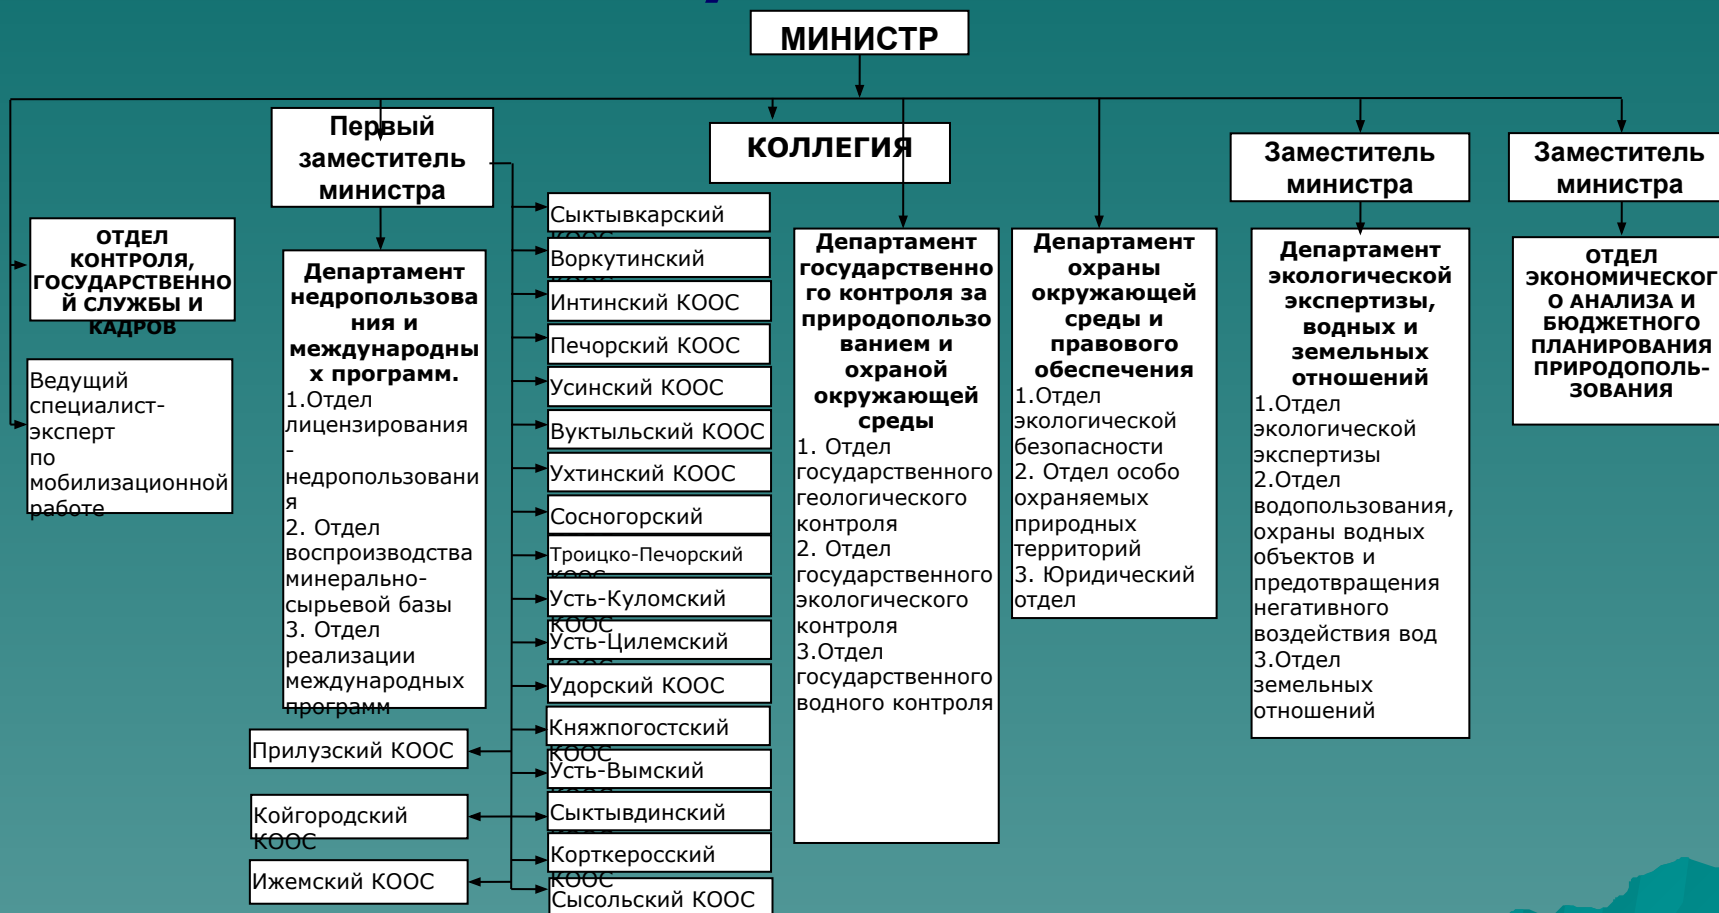 МИНИСТР
Первый
заместитель
министра
КОЛЛЕГИЯ
Заместитель
министра
Заместитель
министра
ОТДЕЛ
КОНТРОЛЯ,
ГОСУДАРСТВЕННО
Й СЛУЖБЫ И
КАДРОВ
Ведущий
специалист-
эксперт
по
мобилизационной
работе
Департамент
недропользова
ния и
международны
х программ.
1.Отдел
лицензирования
-
недропользовани
я
2. Отдел
воспроизводства
минерально-
сырьевой базы
3. Отдел
реализации
международных
программ
Прилузский КООС
Койгородский
КООС
Ижемский КООС
Сыктывкарский
КООС
Воркутинский
КООС
Интинский КООС
Печорский КООС
Усинский КООС
Вуктыльский КООС
Ухтинский КООС
Сосногорский
Троицко-Печорский
КООС
Усть-Куломский
КООС
Усть-Цилемский
КООС
Удорский КООС
Княжпогостский
КООС
Усть-Вымский
КООС
Сыктывдинский
КООС
Корткеросский
КООС
Сысольский КООС
Департамент
государственно
го контроля за
природопользо
ванием и
охраной
окружающей
среды
1. Отдел
государственного
геологического
контроля
2. Отдел
государственного
экологического
контроля
3.Отдел
государственного
водного контроля
Департамент
охраны
окружающей
среды и
правового
обеспечения
1.Отдел
экологической
безопасности
2. Отдел особо
охраняемых
природных
территорий
3. Юридический
отдел
Департамент
экологической
экспертизы,
водных и
земельных
отношений
1.Отдел
экологической
экспертизы
2.Отдел
водопользования,
охраны водных
объектов и
предотвращения
негативного
воздействия вод
3.Отдел
земельных
отношений
ОТДЕЛ
ЭКОНОМИЧЕСКОГ
О АНАЛИЗА И
БЮДЖЕТНОГО
ПЛАНИРОВАНИЯ
ПРИРОДОПОЛЬ-
ЗОВАНИЯ